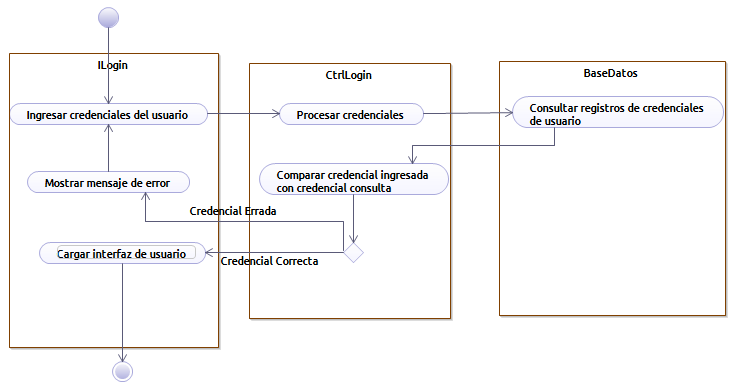 ILogin
CtrlLogin
BaseDatos
Ingresar credenciales del usuario
Procesar credenciales
Consultar registros de credenciales
de usuario
Mostrar mensaje de error
Comparar credencial ingresada
con credencial consulta
Credencial Errada
Cargar interfaz de usuario
Credencial Correcta